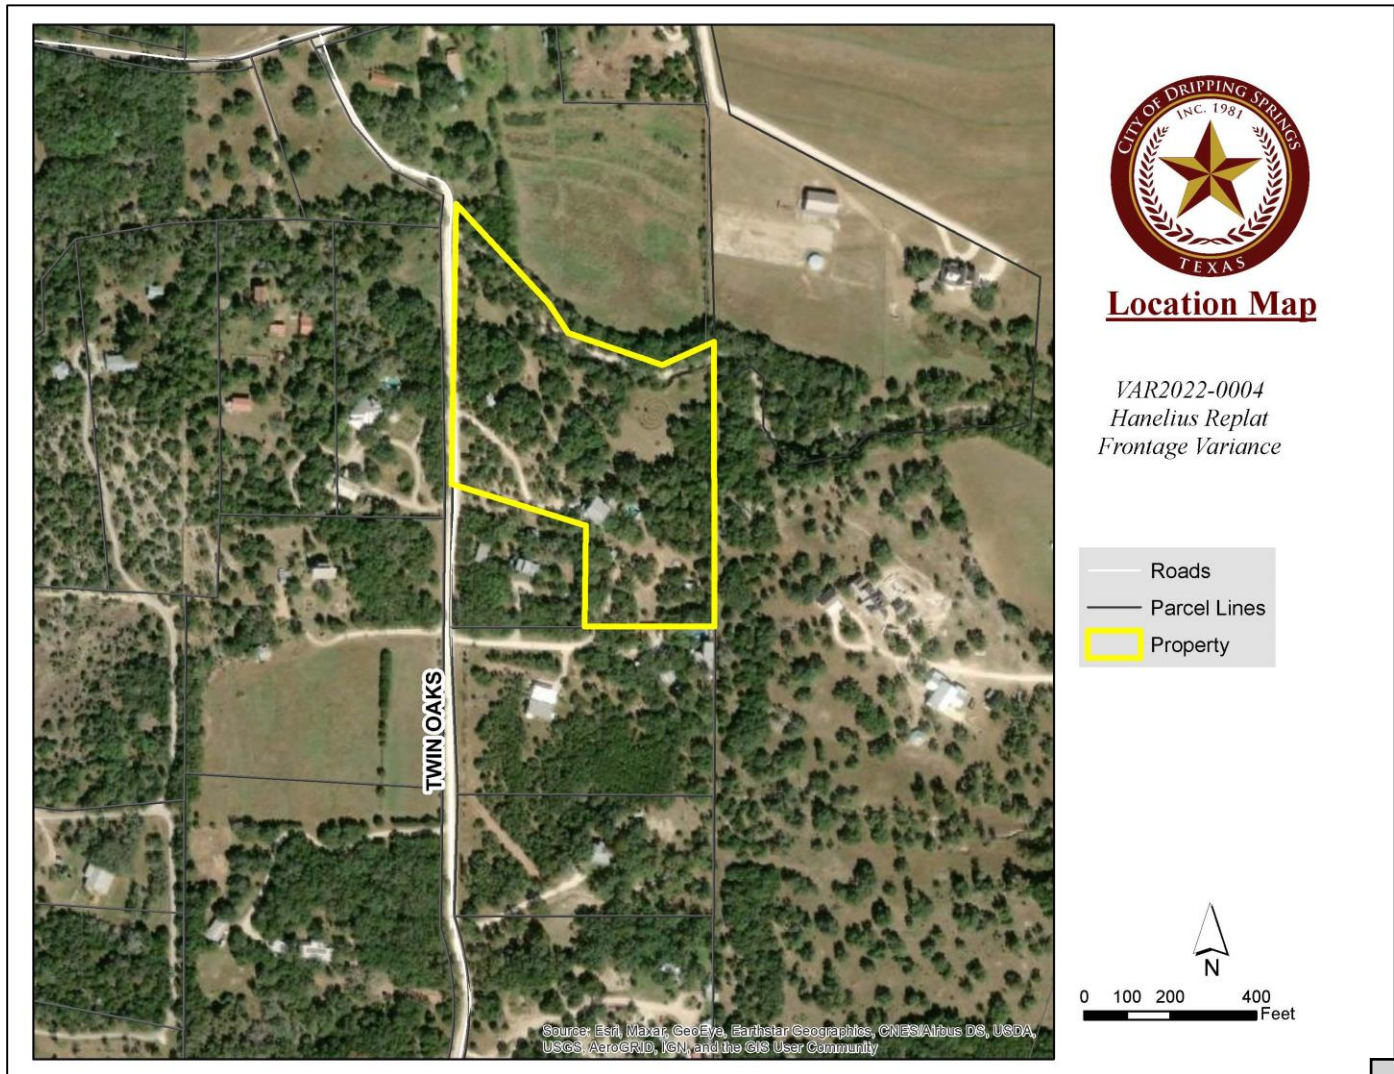 CITY OF DRIPPING SPRINGS
INC. 1981
TEXAS
Location Map
VAR2022-0004
Hanelius Replat
Frontage Variance
Roads
Parcel Lines
Property
TWIN OAKS
N
0 100 200 400
Feet
Source: Esri, Maxar, GeoEye, Earthstar Geographics, CNES/Airbus DS, USDA,
USGS, AeroGRID, IGN, and the GIS User Community